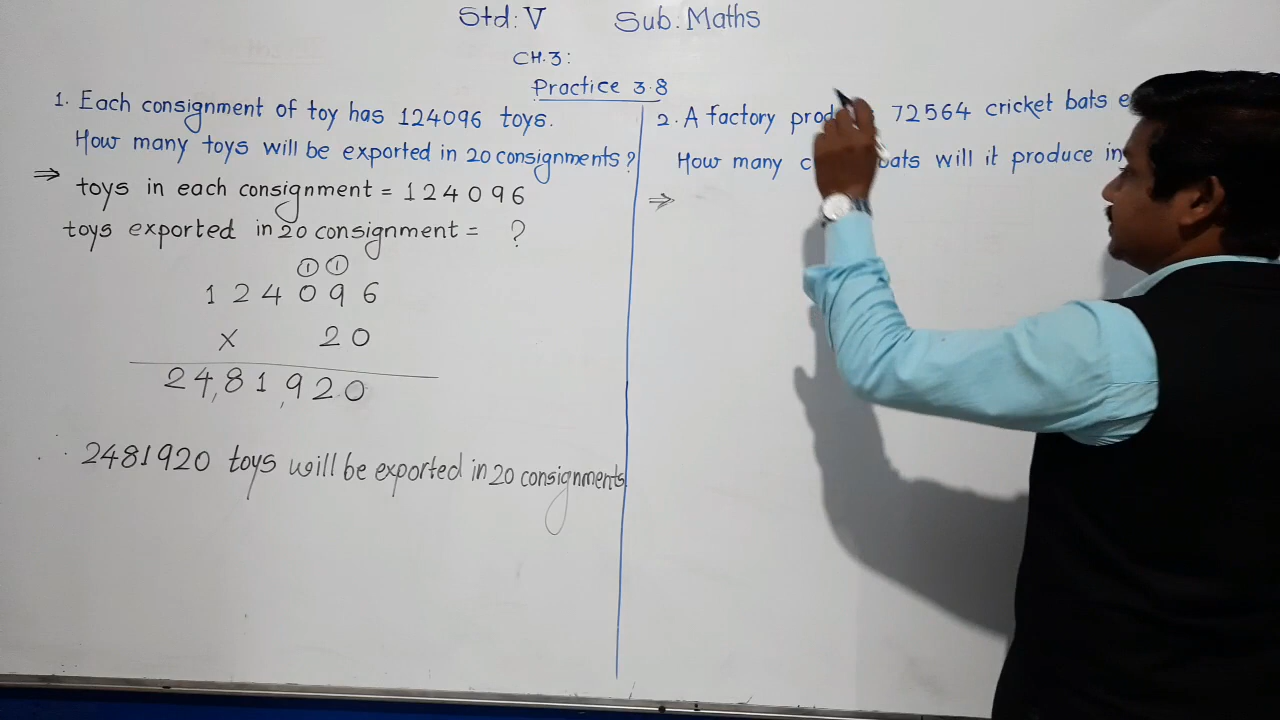 Std: V Sub: Maths
CH.3:
Practice 3.8
1. Each consignment of toy has 124096 toys.
How many toys will be exported in 20 consignments?
⇒ toys in each consignment = 124096
toys exported in 20 consignment = ?
1 1
124096
x 20
24,81,920
∴ 2481920 toys will be exported in 20 consignments
2. A factory 72564 cricket bats
How many bats will it produce in
⇒